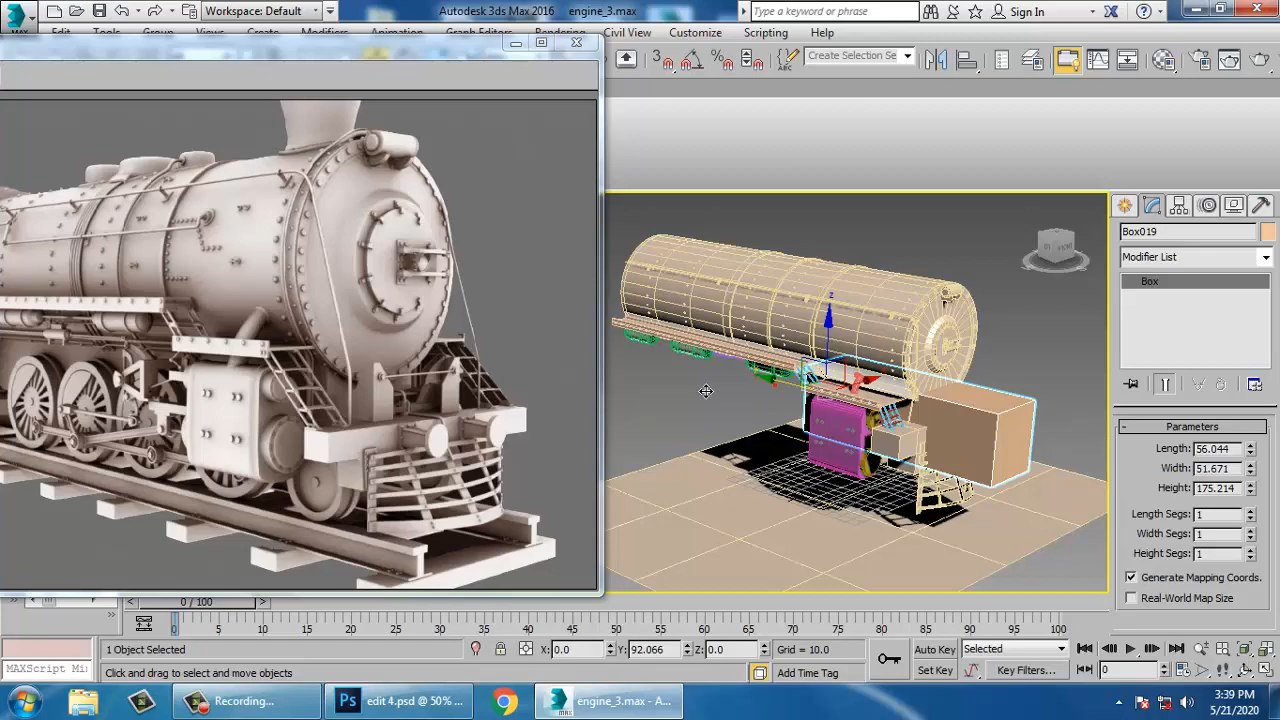 Workspace: Default
Autodesk 3ds Max 2016
engine_3.max
Type a keyword or phrase
Sign In
MAX
Edit
Tools
Group
Views
Create
Modifiers
Animation
Graph Editors
Rendering
Civil View
Customize
Scripting
Help
Create Selection Se
Box019
Modifier List
Box
z
Parameters
Length: 56.044
Width: 51.671
Height: 175.214
Length Segs: 1
Width Segs: 1
Height Segs: 1
Generate Mapping Coords.
Real-World Map Size
0 / 100
0 5 10 15 20 25 30 35 40 45 50 55 60 65 70 75 80 85 90 95 100
1 Object Selected
X: 0.0
Y: 92.066
Z: 0.0
Grid = 10.0
Auto Key
Selected
MAXScript Mi
Click and drag to select and move objects
Add Time Tag
Set Key
Key Filters...
0
Recording...
edit 4.psd @ 50% ...
engine_3.max - A...
3:39 PM
5/21/2020